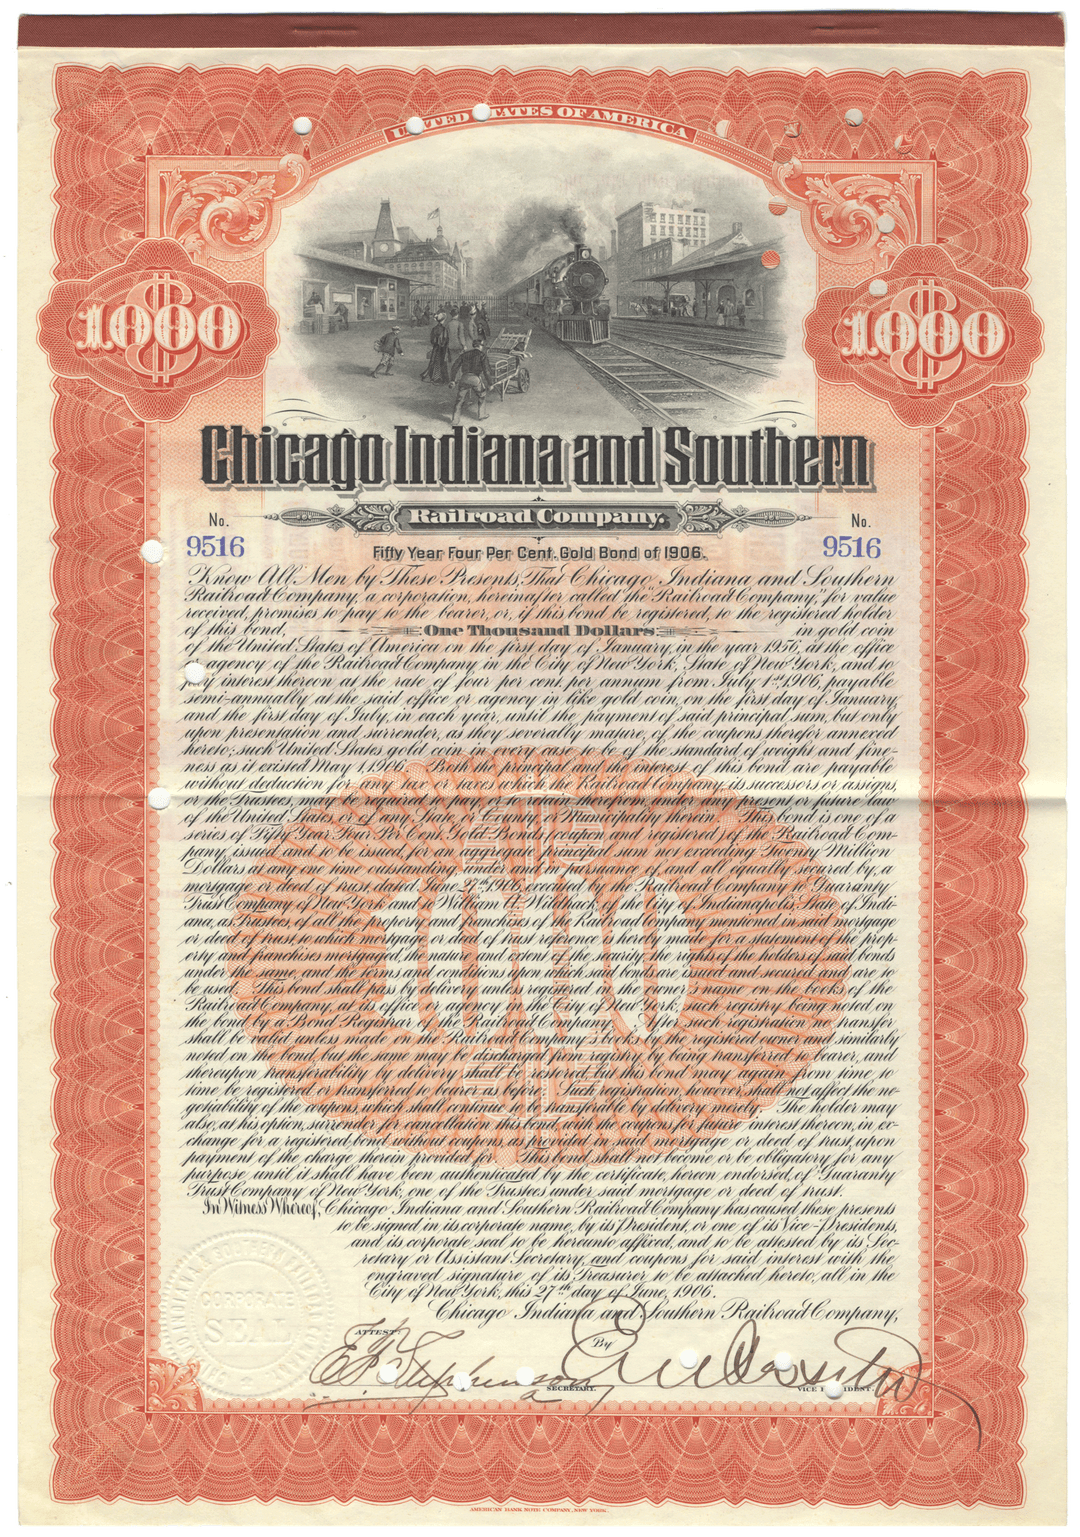 UNITED STATES OF AMERICA
1000
1000
Chicago Indiana and Southern
Railroad Company.
No.
9516
No.
9516
Fifty Year Four Per Cent. Gold Bond of 1906.
Know All Men by These Presents, That Chicago, Indiana and Southern
Railroad Company, a corporation, hereinafter called the "Railroad Company," for value
received, promises to pay to the bearer, or, if this bond be registered, to the registered holder
of this bond, One Thousand Dollars in gold coin
of the United States of America on the first day of January, in the year 1956, at the office
agency of the Railroad Company in the City of New York, State of New York, and to
pay interest thereon at the rate of four per cent. per annum from July 1st, 1906, payable
semi-annually at the said office or agency in like gold coin, on the first day of January,
and the first day of July, in each year, until the payment of said principal sum, but only
upon presentation and surrender, as they severally mature, of the coupons therefor annexed
hereto; such United States gold coin in every case to be of the standard of weight and fine-
ness as it existed May 1, 1906. Both the principal and the interest of this bond are payable
without deduction for any tax or taxes which the Railroad Company, its successors or assigns,
or the Trustees, may be required to pay, or to retain therefrom, under any present or future law
of the United States, or of any State, or County or Municipality therein. This bond is one of a
series of Fifty Year Four Per Cent. Gold Bonds (coupon and registered) of the Railroad Com-
pany, issued and to be issued, for an aggregate principal sum not exceeding Twenty Million
Dollars at any one time outstanding, under and in pursuance of, and all equally secured by, a
mortgage or deed of trust, dated June 27th, 1906, executed by the Railroad Company to Guaranty
Trust Company of New York and to William A. Wildhack, of the City of Indianapolis, State of Indi-
ana, as Trustees, of all the property and franchises of the Railroad Company mentioned in said mortgage
or deed of trust, to which mortgage or deed of trust reference is hereby made for a statement of the prop-
erty and franchises mortgaged, the nature and extent of the security, the rights of the holders of said bonds
under the same, and the terms and conditions upon which said bonds are issued and secured and are to
be used. This bond shall pass by delivery unless registered in the owner's name on the books of the
Railroad Company, at its office or agency in the City of New York, such registry being noted on
the bond by a Bond Registrar of the Railroad Company. After such registration no transfer
shall be valid unless made on the Railroad Company's books by the registered owner and similarly
noted on the bond, but the same may be discharged from registry by being transferred to bearer, and
thereupon transferability by delivery shall be restored, but this bond may again from time to
time be registered or transferred to bearer as before. Such registration, however, shall not affect the ne-
gotiability of the coupons, which shall continue to be transferable by delivery merely. The holder may
also, at his option, surrender for cancellation this bond, with the coupons for future interest thereon, in ex-
change for a registered bond without coupons, as provided in said mortgage or deed of trust, upon
payment of the charge therein provided for. This bond shall not become or be obligatory for any
purpose until it shall have been authenticated by the certificate, hereon endorsed, of Guaranty
Trust Company of New York, one of the Trustees under said mortgage or deed of trust.
In Witness Whereof, Chicago, Indiana and Southern Railroad Company has caused these presents
to be signed in its corporate name, by its President, or one of its Vice-Presidents,
and its corporate seal to be hereunto affixed, and to be attested by its Sec-
retary or Assistant Secretary, and coupons for said interest with the
engraved signature of its Treasurer to be attached hereto, all in the
City of New York, this 27th day of June, 1906.
Chicago Indiana and Southern Railroad Company,
CORPORATE
SEAL
ATTEST:
By
SECRETARY.
VICE PRESIDENT.
AMERICAN BANK NOTE COMPANY, NEW YORK.